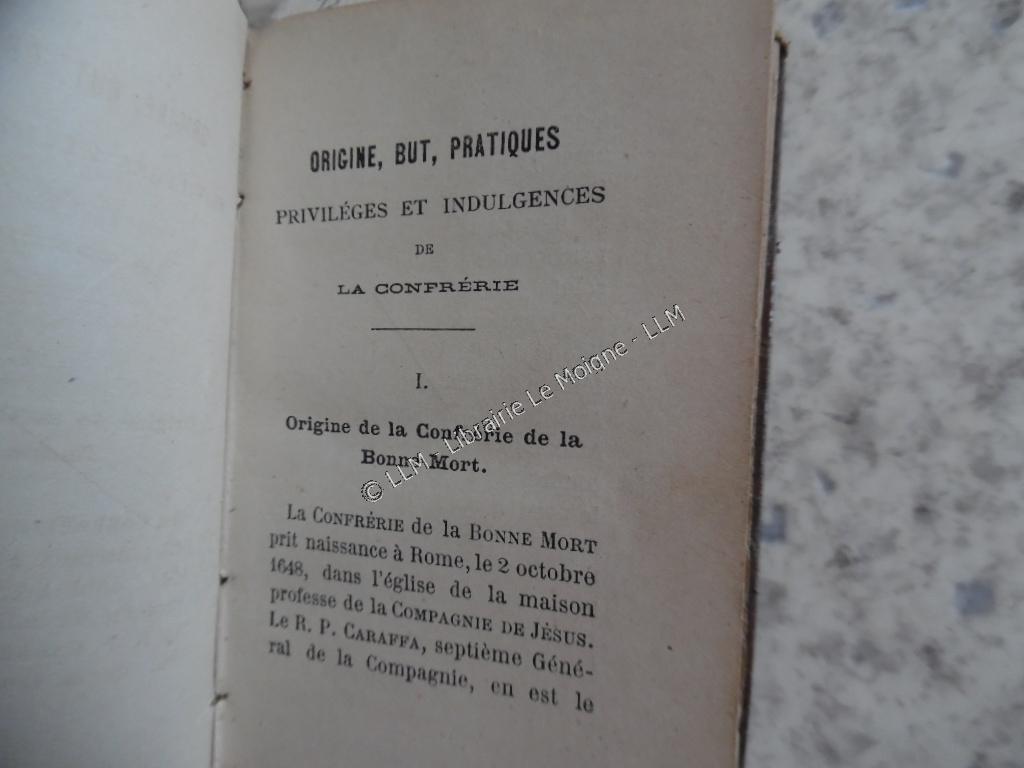 ORIGINE, BUT, PRATIQUES
PRIVILÉGES ET INDULGENCES
DE
LA CONFRÉRIE
I.
Origine de la Confrérie de la
Bonne Mort.
La CONFRÉRIE de la BONNE MORT
prit naissance à Rome, le 2 octobre
1648, dans l'église de la maison
professe de la COMPAGNIE DE JÉSUS.
Le R. P. CARAFFA, septième Géné-
ral de la Compagnie, en est le
© LLM - Librairie Le Moigne - LLM